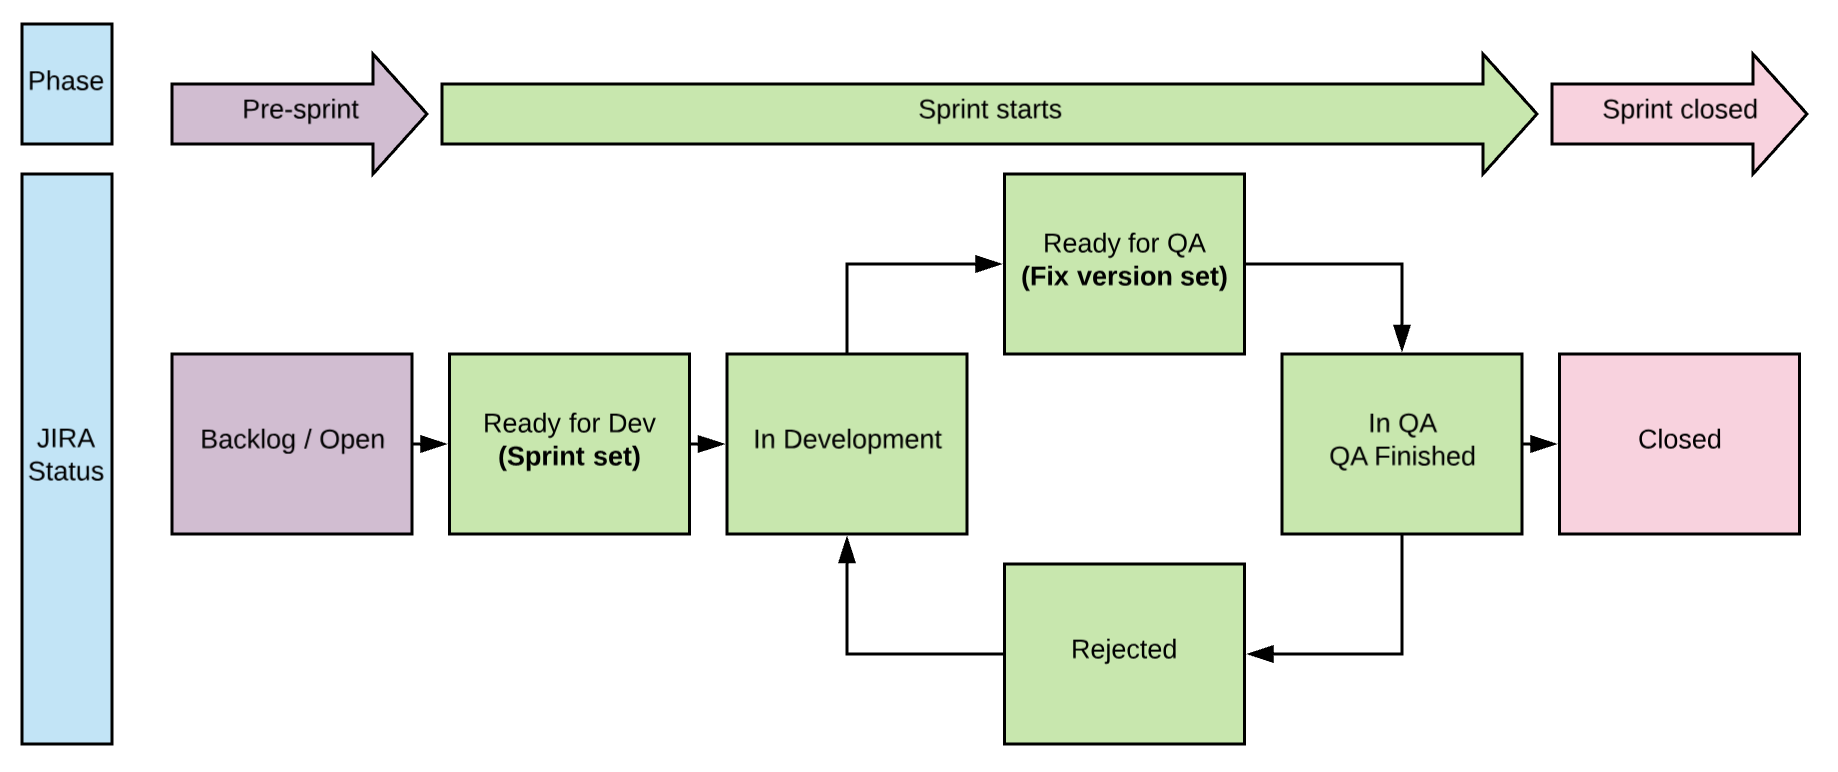 Phase
Pre-sprint
Sprint starts
Sprint closed
JIRA
Status
Backlog / Open
Ready for Dev
(Sprint set)
In Development
Ready for QA
(Fix version set)
In QA
QA Finished
Closed
Rejected